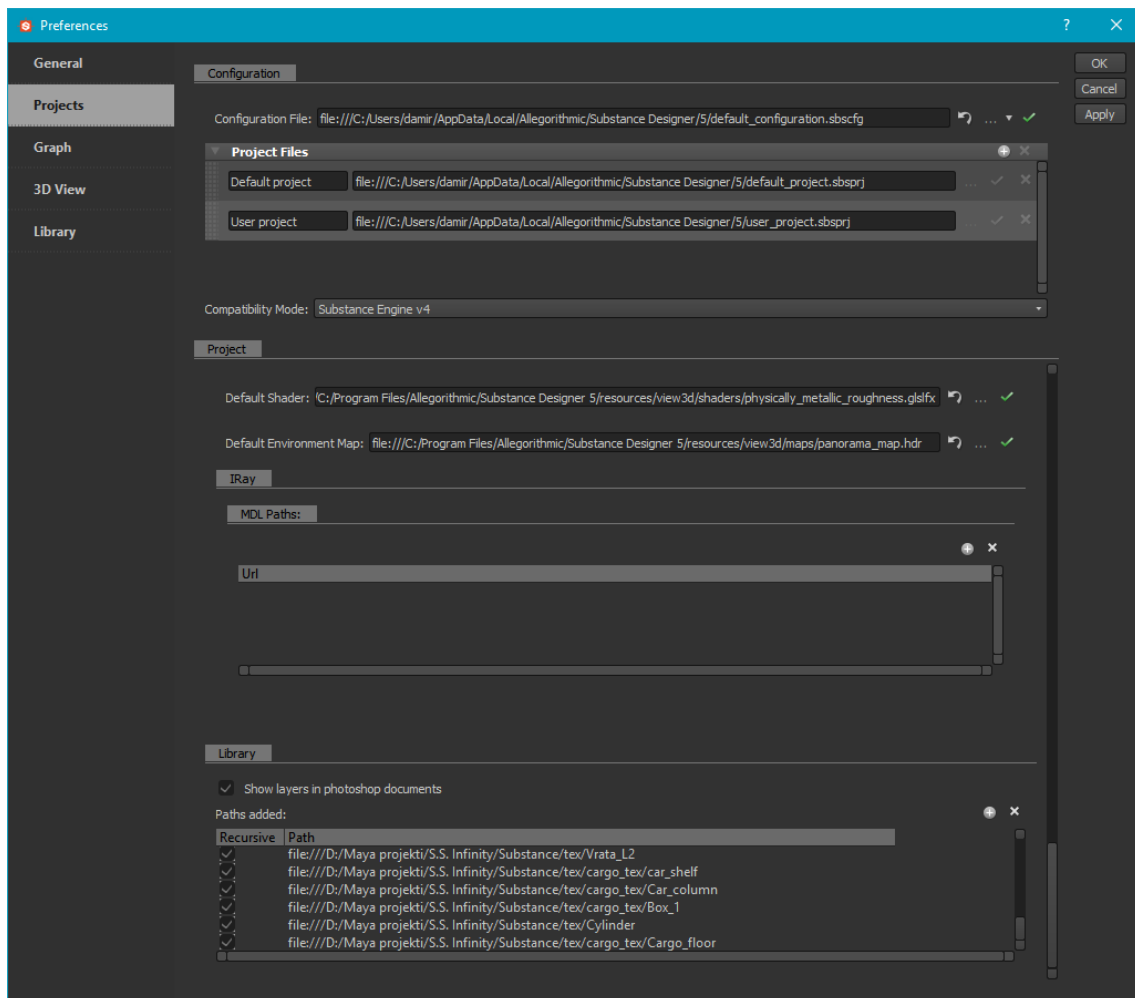 Preferences
?
General
Projects
Graph
3D View
Library
OK
Cancel
Apply
Configuration
Configuration File: file:///C:/Users/damir/AppData/Local/Allegorithmic/Substance Designer/5/default_configuration.sbscfg ...
Project Files
Default project file:///C:/Users/damir/AppData/Local/Allegorithmic/Substance Designer/5/default_project.sbsprj ...
User project file:///C:/Users/damir/AppData/Local/Allegorithmic/Substance Designer/5/user_project.sbsprj ...
Compatibility Mode: Substance Engine v4
Project
Default Shader: /C:/Program Files/Allegorithmic/Substance Designer 5/resources/view3d/shaders/physically_metallic_roughness.glslfx ...
Default Environment Map: file:///C:/Program Files/Allegorithmic/Substance Designer 5/resources/view3d/maps/panorama_map.hdr ...
IRay
MDL Paths:
Url
Library
Show layers in photoshop documents
Paths added:
Recursive Path
file:///D:/Maya projekti/S.S. Infinity/Substance/tex/Vrata_L2
file:///D:/Maya projekti/S.S. Infinity/Substance/tex/cargo_tex/car_shelf
file:///D:/Maya projekti/S.S. Infinity/Substance/tex/cargo_tex/Car_column
file:///D:/Maya projekti/S.S. Infinity/Substance/tex/cargo_tex/Box_1
file:///D:/Maya projekti/S.S. Infinity/Substance/tex/Cylinder
file:///D:/Maya projekti/S.S. Infinity/Substance/tex/cargo_tex/Cargo_floor